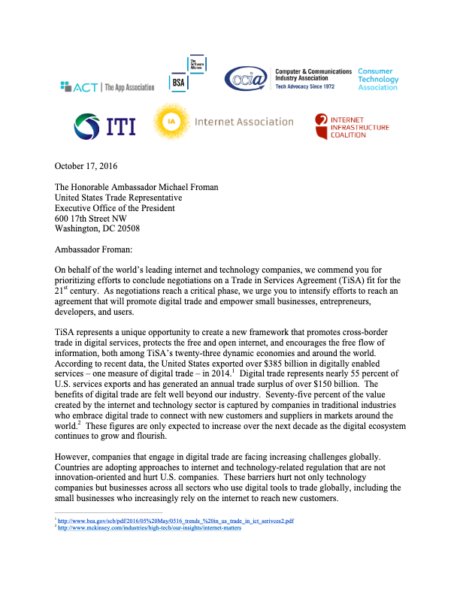 ACT | The App Association
The Software Alliance
BSA
ccia
Computer & Communications
Industry Association
Tech Advocacy Since 1972
Consumer
Technology
Association
ITI
IA
Internet Association
INTERNET
INFRASTRUCTURE
COALITION
October 17, 2016
The Honorable Ambassador Michael Froman
United States Trade Representative
Executive Office of the President
600 17th Street NW
Washington, DC 20508
Ambassador Froman:
On behalf of the world's leading internet and technology companies, we commend you for
prioritizing efforts to conclude negotiations on a Trade in Services Agreement (TiSA) fit for the
21st century. As negotiations reach a critical phase, we urge you to intensify efforts to reach an
agreement that will promote digital trade and empower small businesses, entrepreneurs,
developers, and users.
TiSA represents a unique opportunity to create a new framework that promotes cross-border
trade in digital services, protects the free and open internet, and encourages the free flow of
information, both among TiSA's twenty-three dynamic economies and around the world.
According to recent data, the United States exported over $385 billion in digitally enabled
services – one measure of digital trade – in 2014.1 Digital trade represents nearly 55 percent of
U.S. services exports and has generated an annual trade surplus of over $150 billion. The
benefits of digital trade are felt well beyond our industry. Seventy-five percent of the value
created by the internet and technology sector is captured by companies in traditional industries
who embrace digital trade to connect with new customers and suppliers in markets around the
world.2 These figures are only expected to increase over the next decade as the digital ecosystem
continues to grow and flourish.
However, companies that engage in digital trade are facing increasing challenges globally.
Countries are adopting approaches to internet and technology-related regulation that are not
innovation-oriented and hurt U.S. companies. These barriers hurt not only technology
companies but businesses across all sectors who use digital tools to trade globally, including the
small businesses who increasingly rely on the internet to reach new customers.
1 http://www.bea.gov/scb/pdf/2016/05%20May/0516_trends_%20in_us_trade_in_ict_serivces2.pdf
2 http://www.mckinsey.com/industries/high-tech/our-insights/internet-matters